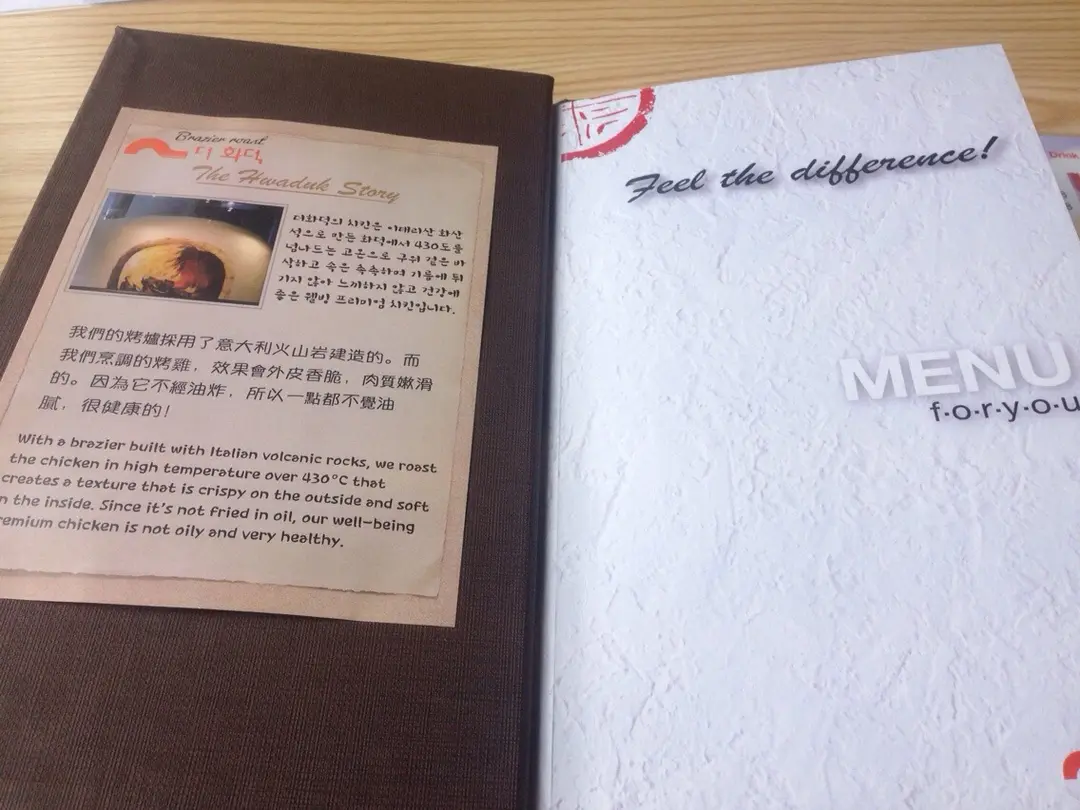 Brazier roast
더 화덕
The Hwaduk Story
더화덕의 치킨은 이태리산 화산
석으로 만든 화덕에서 430도를
넘나드는 고온으로 구워 겉은 바
삭하고 속은 촉촉하며 기름에 튀
기지 않아 느끼하지 않고 건강에
좋은 웰빙 프리미엄 치킨입니다.
我們的烤爐採用了意大利火山岩建造的。而
我們烹調的烤雞，效果會外皮香脆，肉質嫩滑
的。因為它不經油炸，所以一點都不覺油
膩，很健康的！
With a brazier built with Italian volcanic rocks, we roast
the chicken in high temperature over 430°C that
creates a texture that is crispy on the outside and soft
n the inside. Since it's not fried in oil, our well-being
remium chicken is not oily and very healthy.
Feel the difference!
MENU
f·o·r·y·o·u
Drink